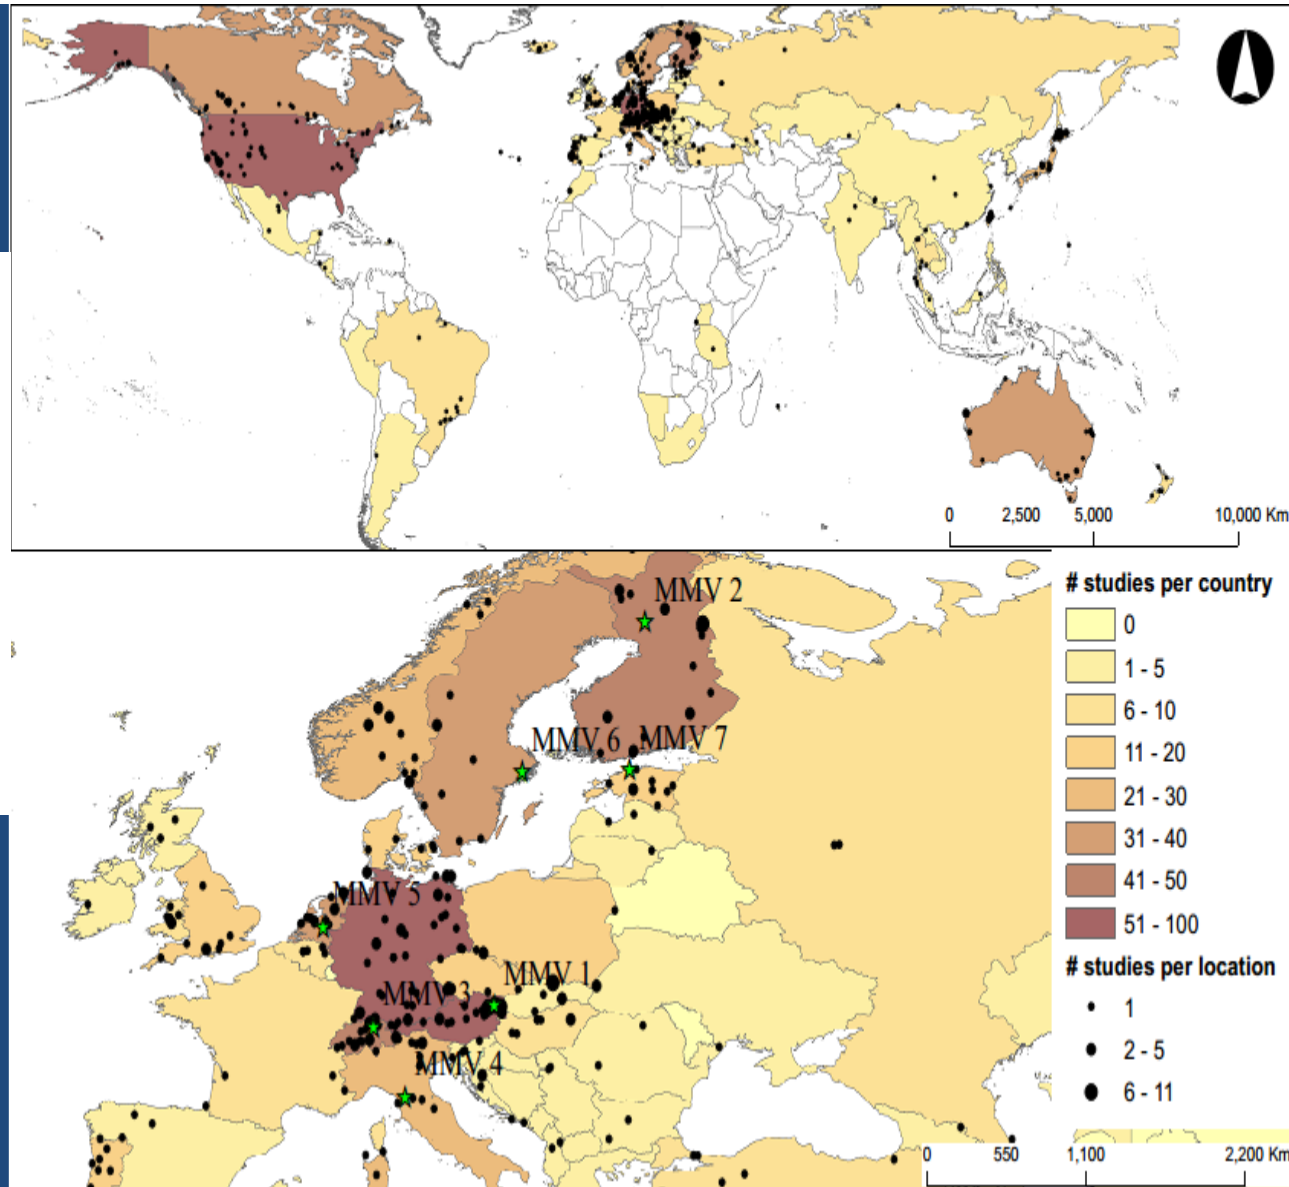 0 2,500 5,000 10,000 Km
MMV 2
MMV 6
MMV 7
MMV 5
MMV 1
MMV 3
MMV 4
# studies per country
0
1 - 5
6 - 10
11 - 20
21 - 30
31 - 40
41 - 50
51 - 100
# studies per location
1
2 - 5
6 - 11
0 550 1,100 2,200 Km